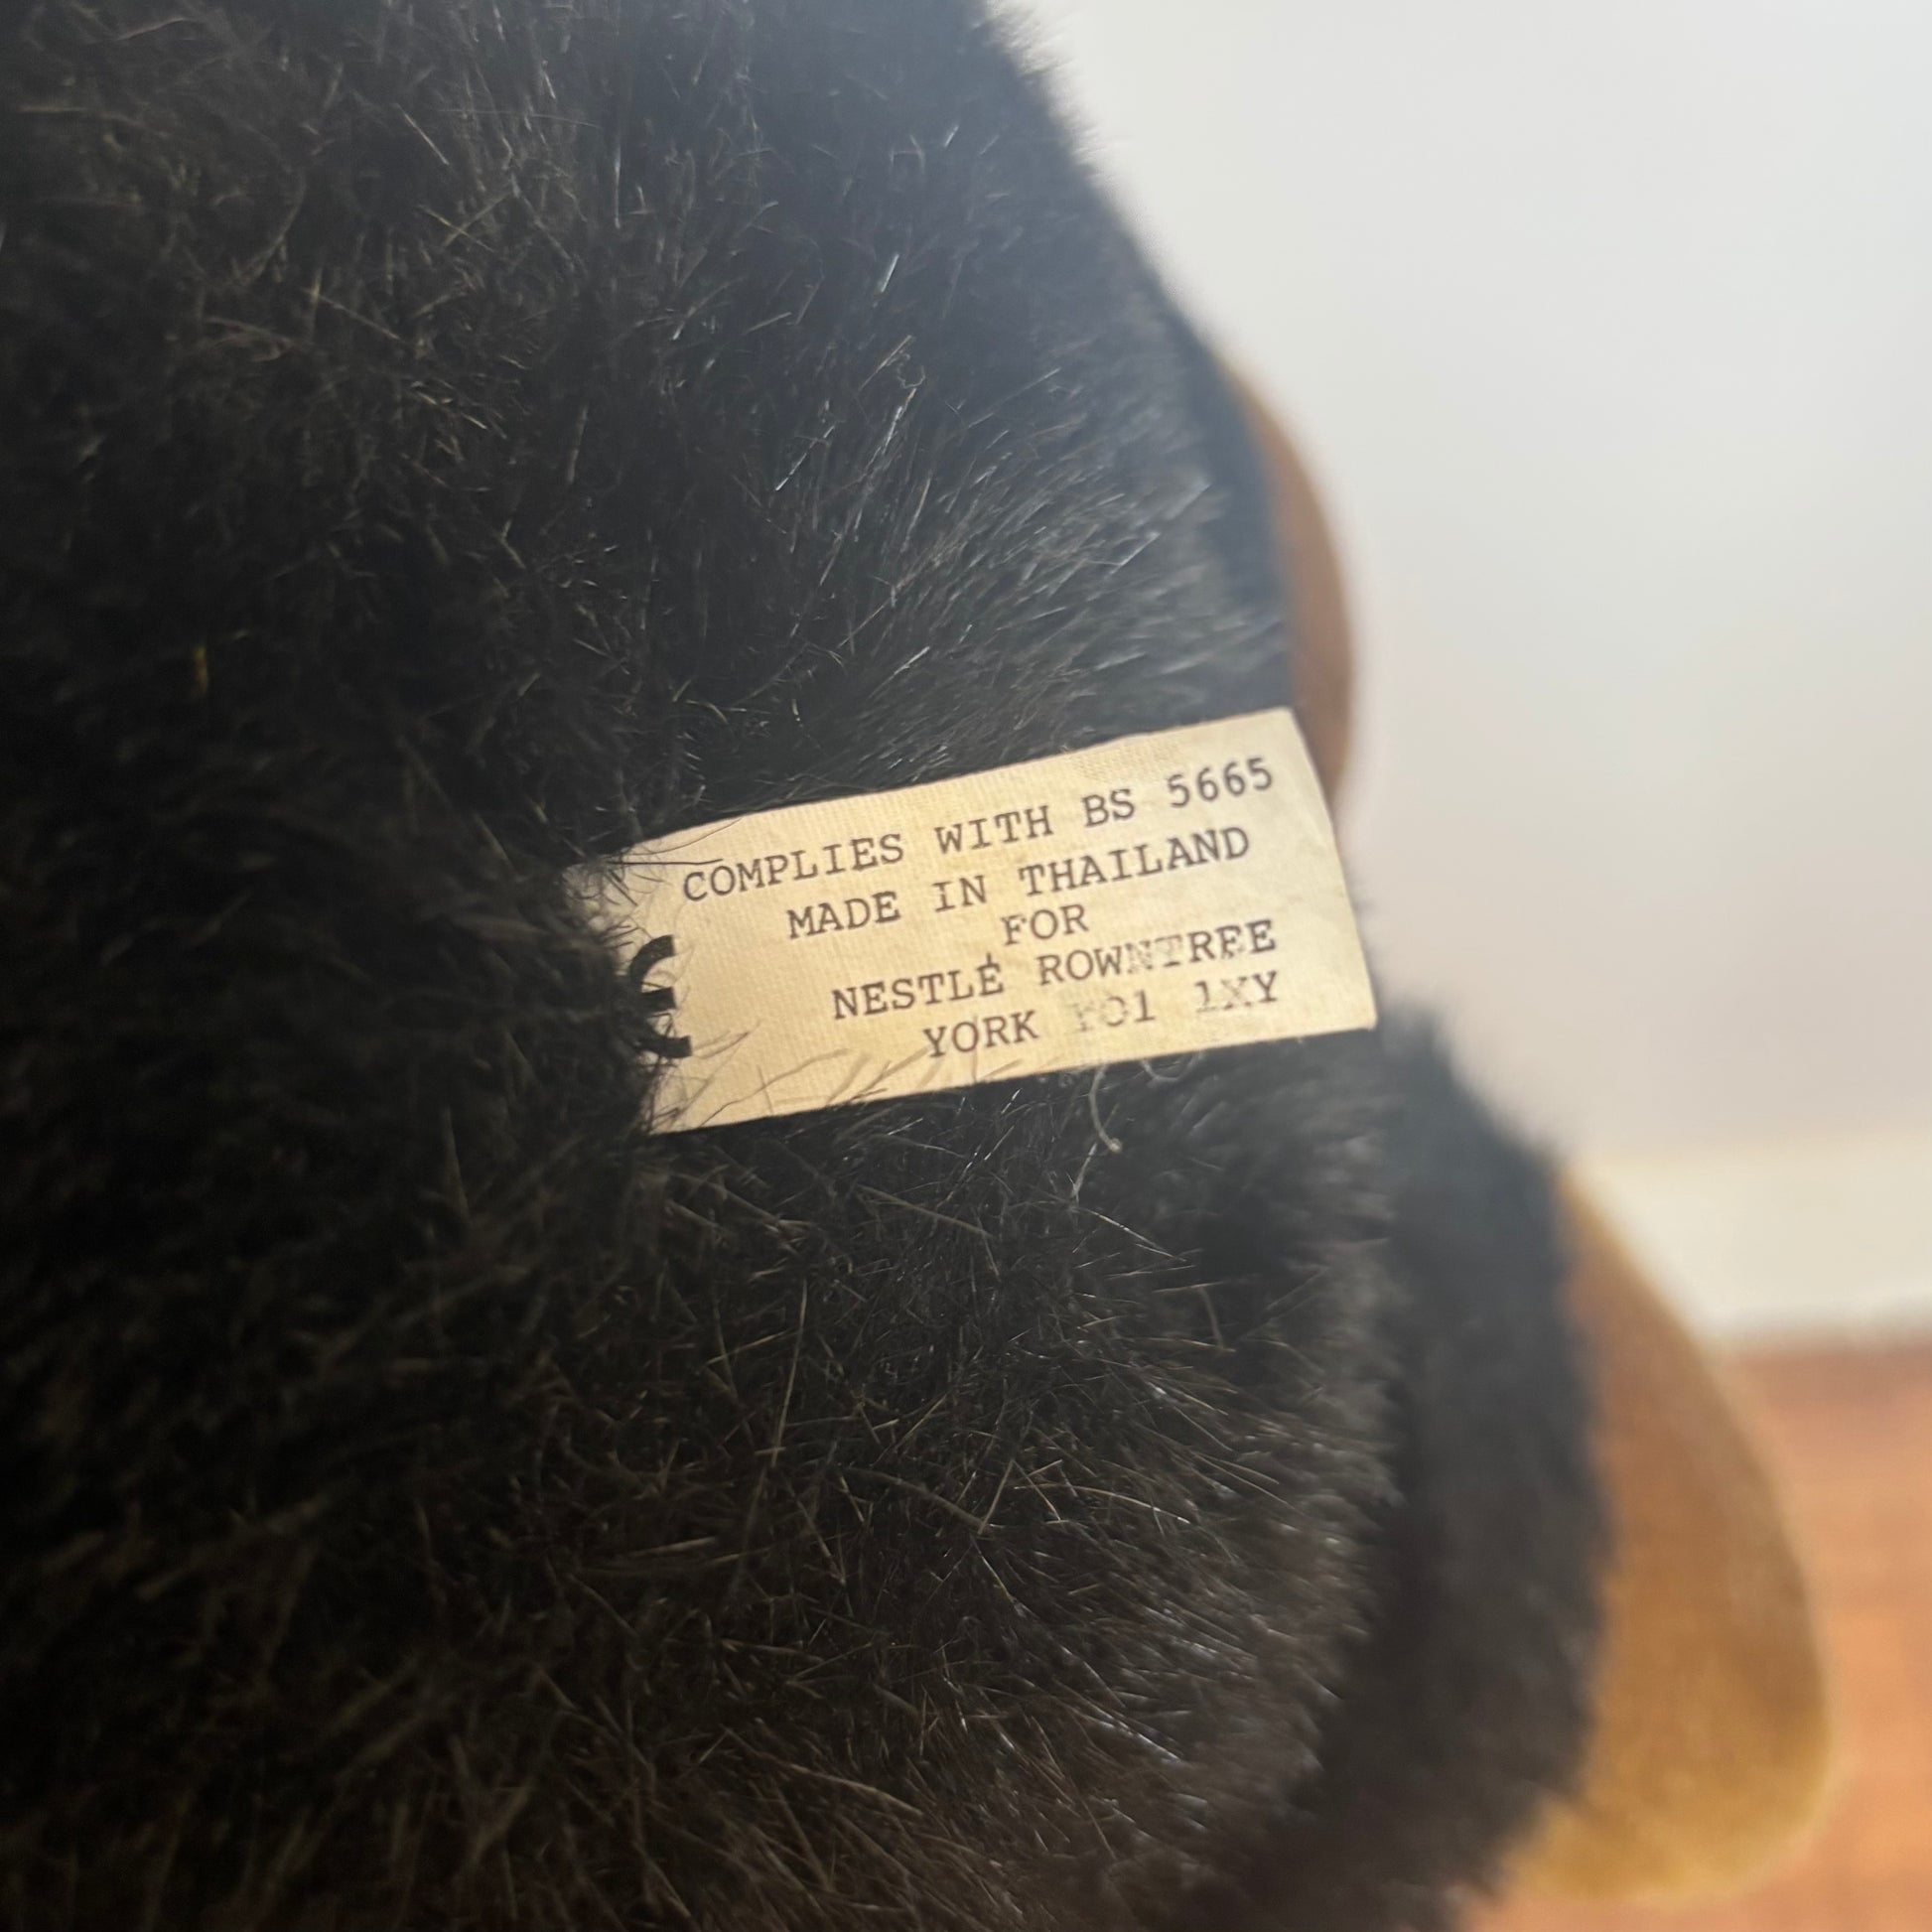 COMPLIES WITH BS 5665
MADE IN THAILAND
FOR
NESTLÉ ROWNTREE
YORK YO1 1XY